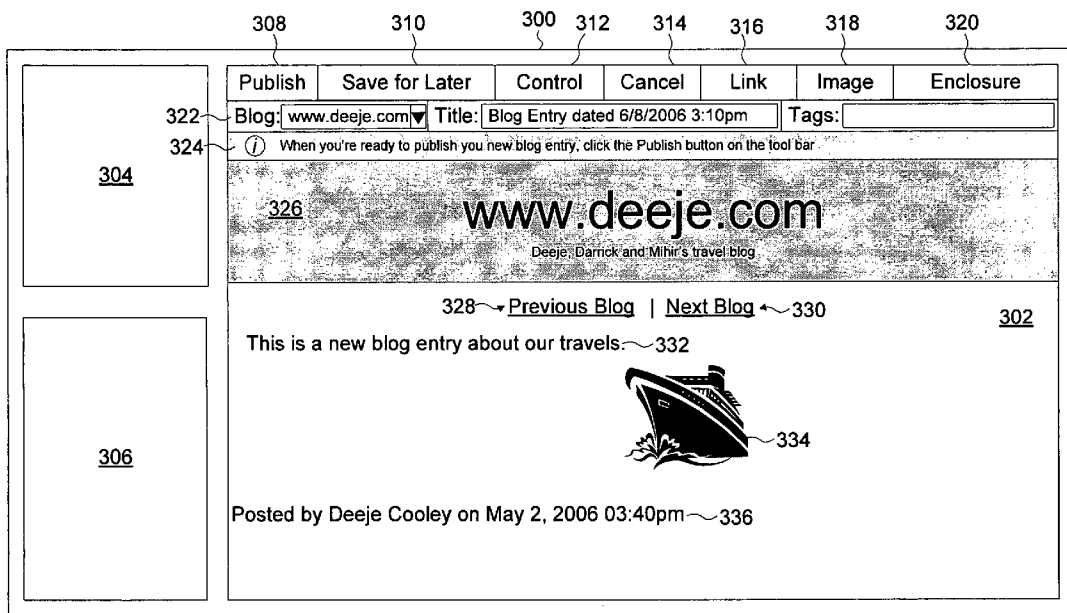 308 310 300 312 314 316 318 320
Publish Save for Later Control Cancel Link Image Enclosure
322 Blog: www.deeje.com Title: Blog Entry dated 6/8/2006 3:10pm Tags:
324 i When you're ready to publish you new blog entry, click the Publish button on the tool bar
304
326 www.deeje.com
Deeje, Darrick and Mihir's travel blog
328 Previous Blog | Next Blog 330
302
This is a new blog entry about our travels. 332
334
306
Posted by Deeje Cooley on May 2, 2006 03:40pm 336